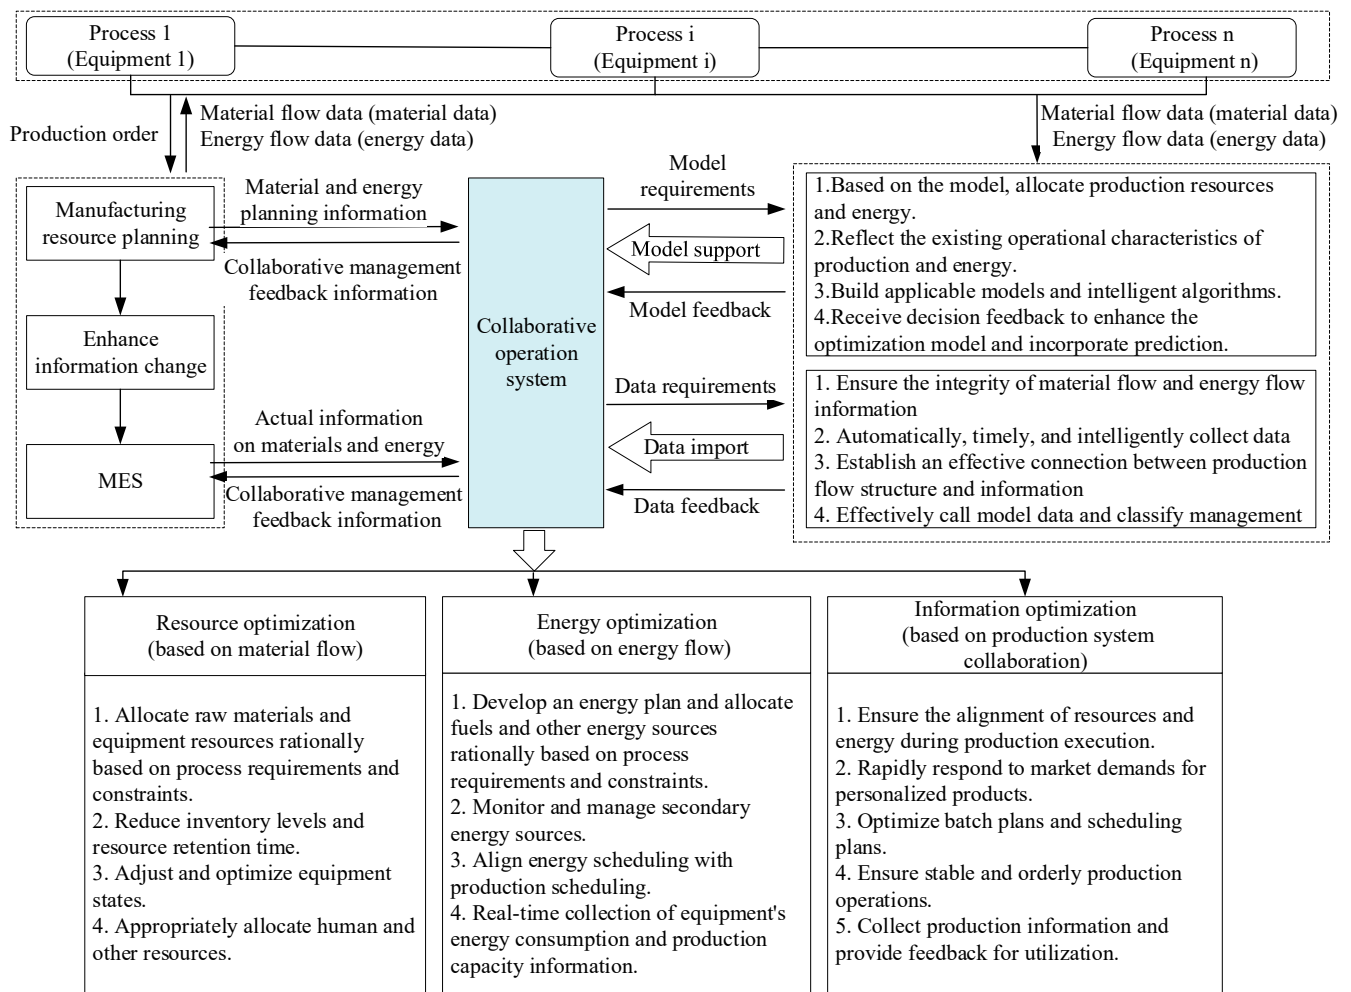 Process 1
(Equipment 1)
Process i
(Equipment i)
Process n
(Equipment n)
Production order
Material flow data (material data)
Energy flow data (energy data)
Material flow data (material data)
Energy flow data (energy data)
Manufacturing
resource planning
Enhance
information change
MES
Material and energy
planning information
Collaborative management
feedback information
Actual information
on materials and energy
Collaborative management
feedback information
Collaborative
operation
system
Model
requirements
Model support
Model feedback
Data requirements
Data import
Data feedback
1.Based on the model, allocate production resources
and energy.
2.Reflect the existing operational characteristics of
production and energy.
3.Build applicable models and intelligent algorithms.
4.Receive decision feedback to enhance the
optimization model and incorporate prediction.
1. Ensure the integrity of material flow and energy flow
information
2. Automatically, timely, and intelligently collect data
3. Establish an effective connection between production
flow structure and information
4. Effectively call model data and classify management
Resource optimization
(based on material flow)
1. Allocate raw materials and
equipment resources rationally
based on process requirements and
constraints.
2. Reduce inventory levels and
resource retention time.
3. Adjust and optimize equipment
states.
4. Appropriately allocate human and
other resources.
Energy optimization
(based on energy flow)
1. Develop an energy plan and allocate
fuels and other energy sources
rationally based on process
requirements and constraints.
2. Monitor and manage secondary
energy sources.
3. Align energy scheduling with
production scheduling.
4. Real-time collection of equipment's
energy consumption and production
capacity information.
Information optimization
(based on production system
collaboration)
1. Ensure the alignment of resources and
energy during production execution.
2. Rapidly respond to market demands for
personalized products.
3. Optimize batch plans and scheduling
plans.
4. Ensure stable and orderly production
operations.
5. Collect production information and
provide feedback for utilization.